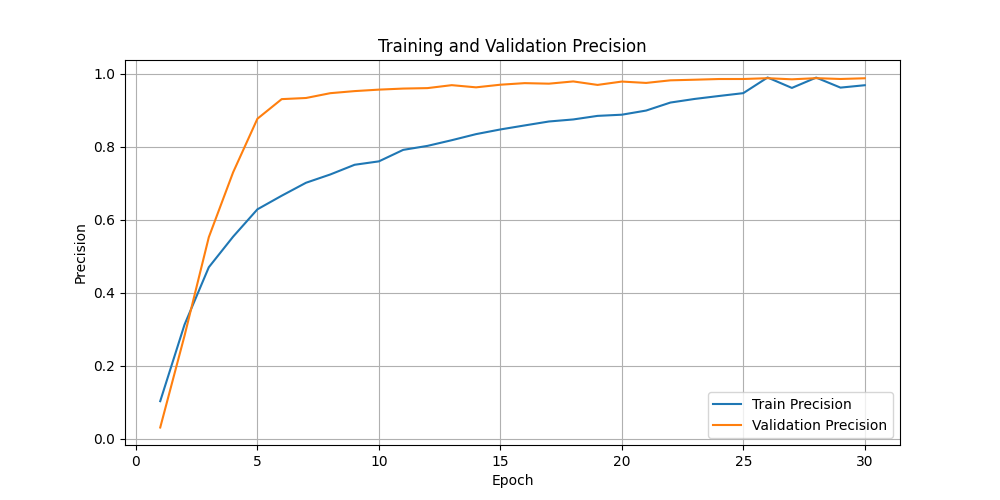 Training and Validation Precision
1.0
0.8
0.6
0.4
0.2
0.0
Precision
0
5
10
15
20
25
30
Epoch
Train Precision
Validation Precision